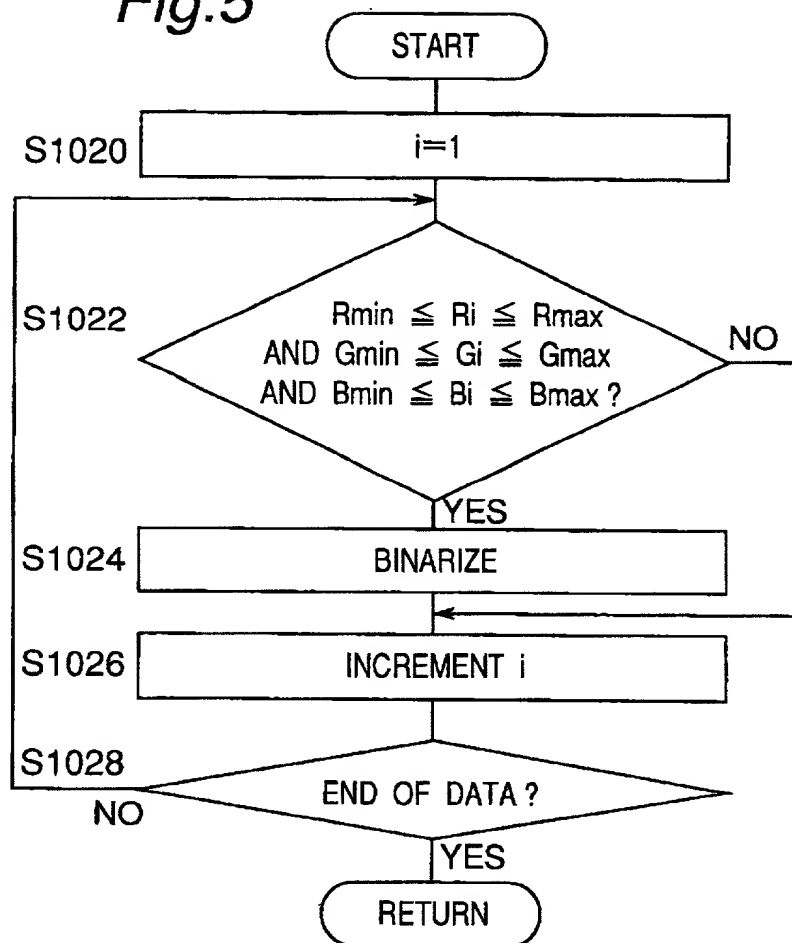 Fig.5
START
S1020
i=1
S1022
Rmin ≦ Ri ≦ Rmax
AND Gmin ≦ Gi ≦ Gmax
AND Bmin ≦ Bi ≦ Bmax?
NO
YES
S1024
BINARIZE
S1026
INCREMENT i
S1028
END OF DATA?
NO
YES
RETURN